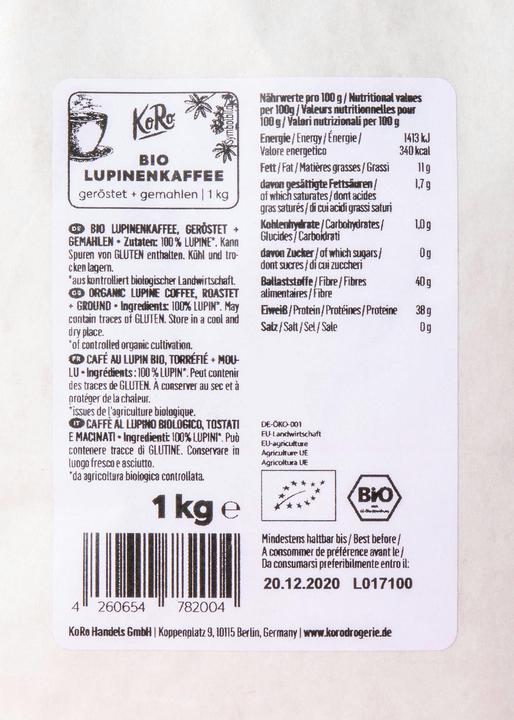 KoRo
Symbolbild
BIO
LUPINENKAFFEE
geröstet + gemahlen | 1 kg
DE BIO LUPINENKAFFEE, GERÖSTET +
GEMAHLEN • Zutaten: 100 % LUPINE*. Kann
Spuren von GLUTEN enthalten. Kühl und tro-
cken lagern.
*aus kontrolliert biologischer Landwirtschaft.
GB ORGANIC LUPINE COFFEE, ROASTET
+ GROUND • Ingredients: 100% LUPIN*. May
contain traces of GLUTEN. Store in a cool and
dry place.
*of controlled organic cultivation.
FR CAFÉ AU LUPIN BIO, TORRÉFIÉ + MOU-
LU • Ingrédients: 100 % LUPIN*. Peut contenir
des traces de GLUTEN. À conserver au sec et à
protéger de la chaleur.
*issues de l'agriculture biologique.
IT CAFFÈ AL LUPINO BIOLOGICO, TOSTATI
E MACINATI • Ingredienti: 100% LUPINI*. Può
contenere tracce di GLUTINE. Conservare in
luogo fresco e asciutto.
*da agricoltura biologica controllata.
1 kg e
4 260654 782004
Nährwerte pro 100 g / Nutritional values
per 100g / Valeurs nutritionnelles pour
100 g / Valori nutrizionali per 100 g
Energie / Energy / Énergie / 1413 kJ
Valore energetico 340 kcal
Fett / Fat / Matières grasses / Grassi 11 g
davon gesättigte Fettsäuren / 1,7 g
of which saturates / dont acides
gras saturés / di cui acidi grassi saturi
Kohlenhydrate / Carbohydrates / 1,0 g
Glucides / Carboidrati
davon Zucker / of which sugars / 0 g
dont sucres / di cui zuccheri
Ballaststoffe / Fibre / Fibres 40 g
alimentaires / Fibre
Eiweiß / Protein / Protéines / Proteine 38 g
Salz / Salt / Sel / Sale 0 g
DE-ÖKO-001
EU-Landwirtschaft
EU-agriculture
Agriculture UE
Agricoltura UE
Bio
Mindestens haltbar bis / Best before /
A consommer de préférence avant le /
Da consumarsi preferibilmente entro il:
20.12.2020 L017100
KoRo Handels GmbH | Koppenplatz 9, 10115 Berlin, Germany | www.korodrogerie.de